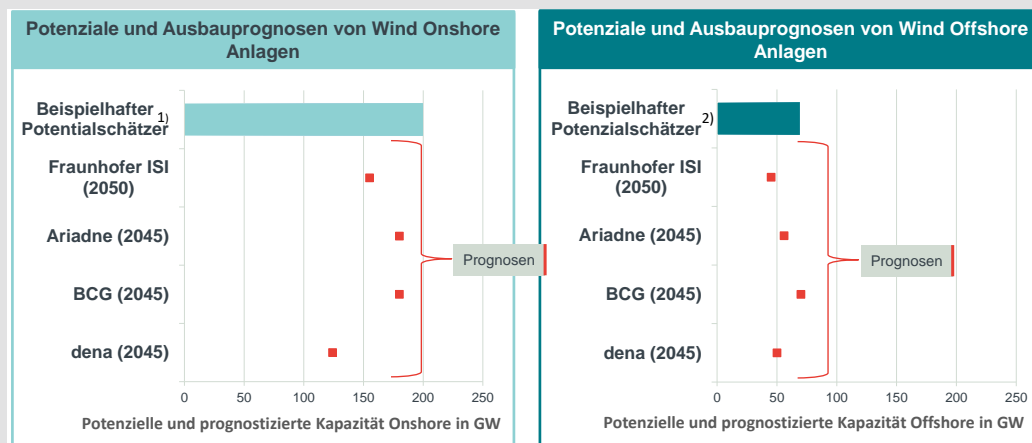 Potenziale und Ausbauprognosen von Wind Onshore
Anlagen
Beispielhafter
Potentialschätzer 1)
Fraunhofer ISI
(2050)
Ariadne (2045)
BCG (2045)
dena (2045)
Prognosen
0 50 100 150 200 250
Potenzielle und prognostizierte Kapazität Onshore in GW
Potenziale und Ausbauprognosen von Wind Offshore
Anlagen
Beispielhafter
Potenzialschätzer 2)
Fraunhofer ISI
(2050)
Ariadne (2045)
BCG (2045)
dena (2045)
Prognosen
0 50 100 150 200 250
Potenzielle und prognostizierte Kapazität Offshore in GW